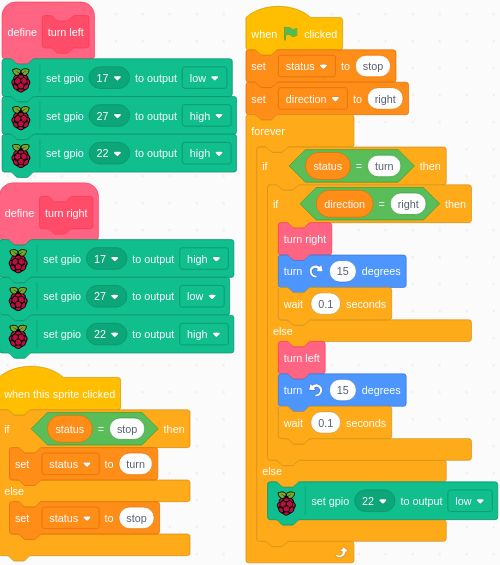 define turn left
set gpio 17 to output low
set gpio 27 to output high
set gpio 22 to output high
define turn right
set gpio 17 to output high
set gpio 27 to output low
set gpio 22 to output high
when this sprite clicked
if status = stop then
set status to turn
else
set status to stop
when clicked
set status to stop
set direction to right
forever
if status = turn then
if direction = right then
turn right
turn 15 degrees
wait 0.1 seconds
else
turn left
turn 15 degrees
wait 0.1 seconds
else
set gpio 22 to output low